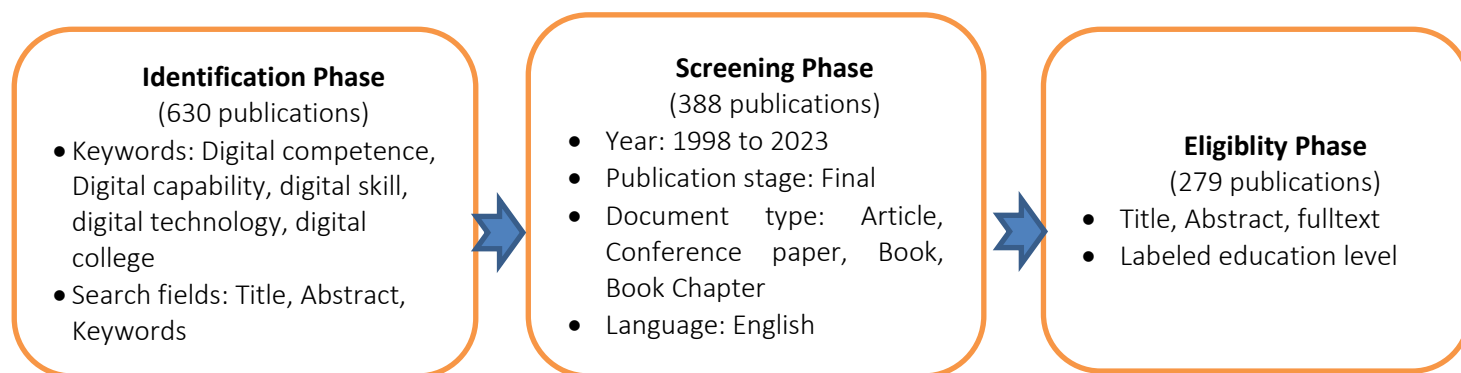 Identification Phase
(630 publications)
• Keywords: Digital competence,
Digital capability, digital skill,
digital technology, digital
college
• Search fields: Title, Abstract,
Keywords
Screening Phase
(388 publications)
• Year: 1998 to 2023
• Publication stage: Final
• Document type: Article,
Conference paper, Book,
Book Chapter
• Language: English
Eligiblity Phase
(279 publications)
• Title, Abstract, fulltext
• Labeled education level